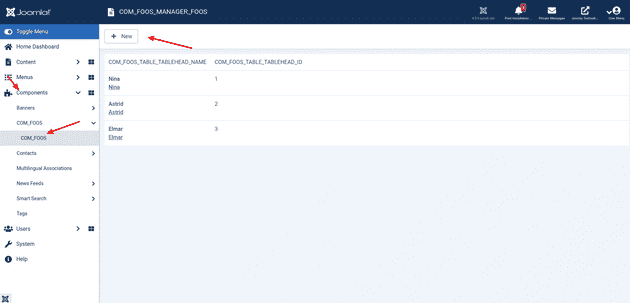 Joomla!
COM_FOOS_MANAGER_FOOS
Post Installation ...
Private Messages
User Menu
Toggle Menu
New
Home Dashboard
Content
Menus
Components
Banners
COM_FOOS
COM_FOOS
Contacts
Multilingual Associations
News Feeds
Smart Search
Tags
Users
System
Help
COM_FOOS_TABLE_TABLEHEAD_NAME COM_FOOS_TABLE_TABLEHEAD_ID
Nina 1
Nina
Astrid 2
Astrid
Elmar 3
Elmar